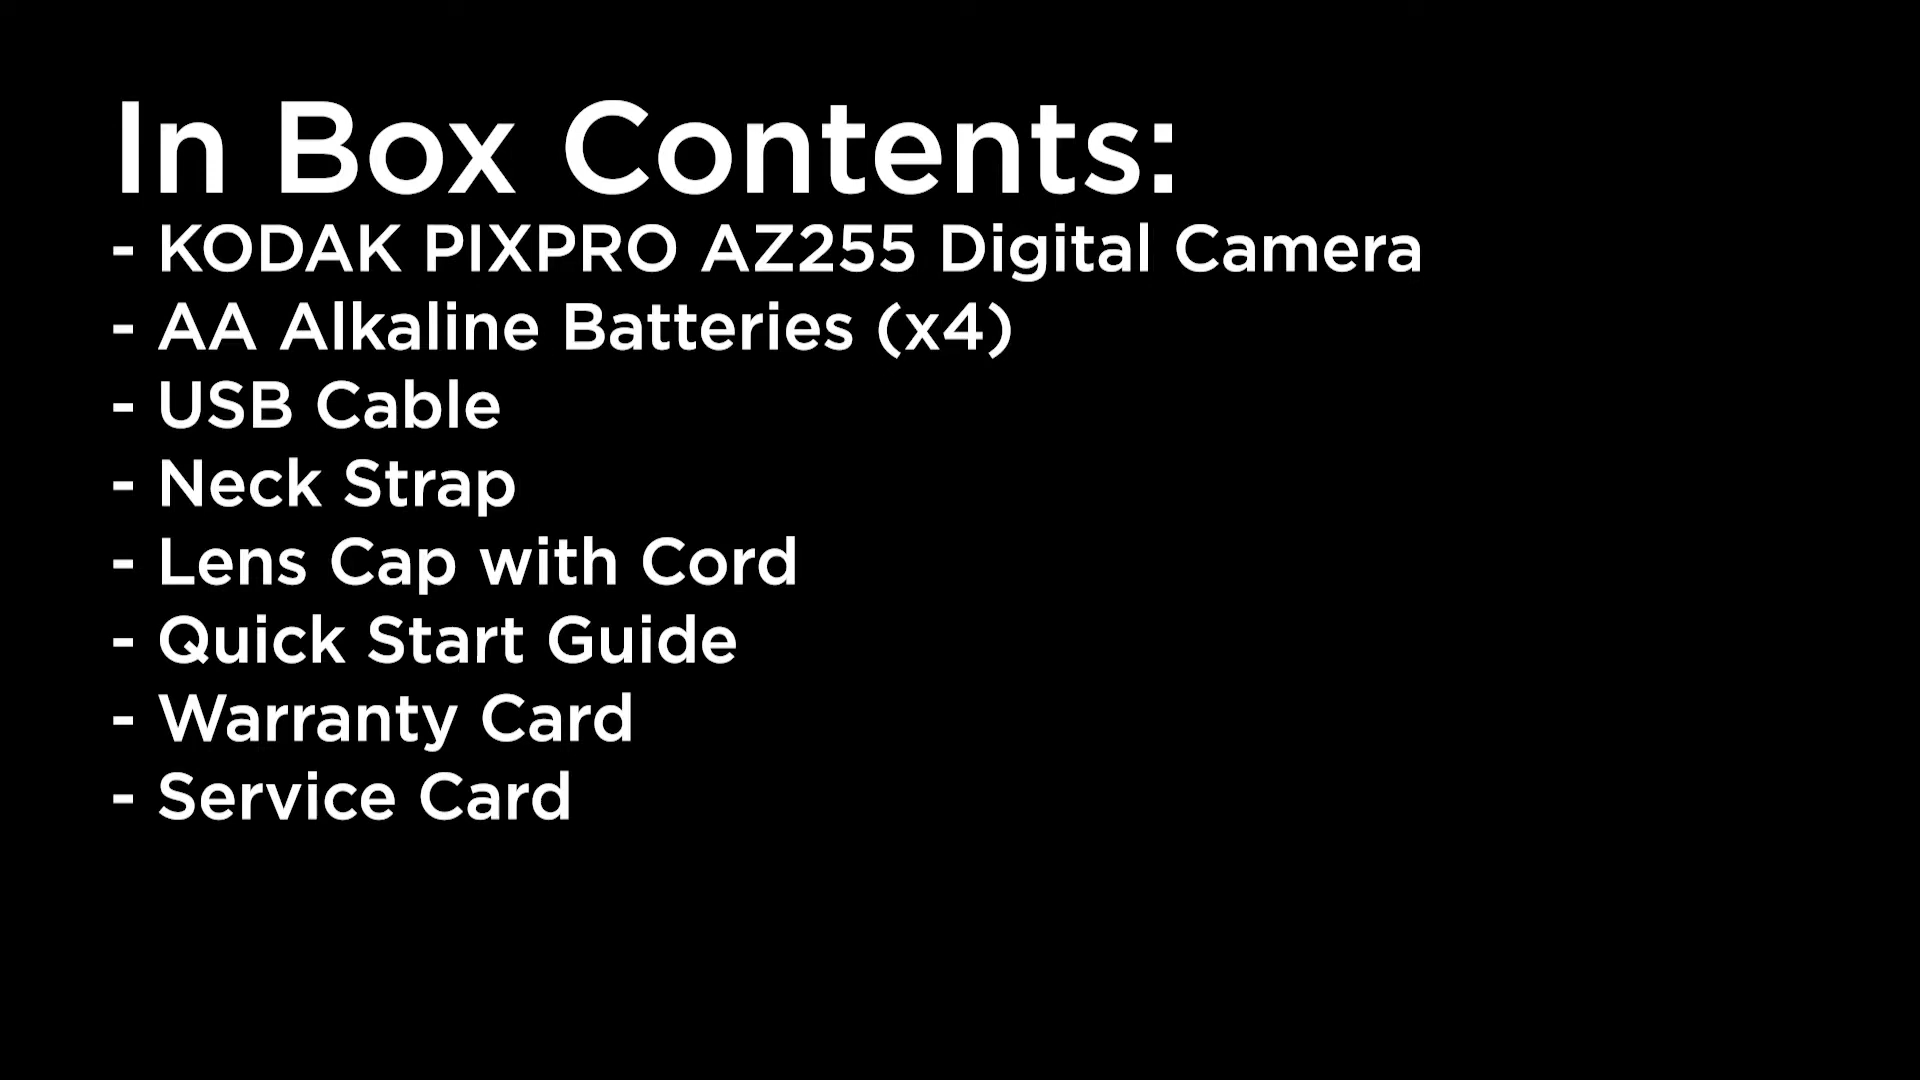 In Box Contents:
- KODAK PIXPRO AZ255 Digital Camera
- AA Alkaline Batteries (x4)
- USB Cable
- Neck Strap
- Lens Cap with Cord
- Quick Start Guide
- Warranty Card
- Service Card